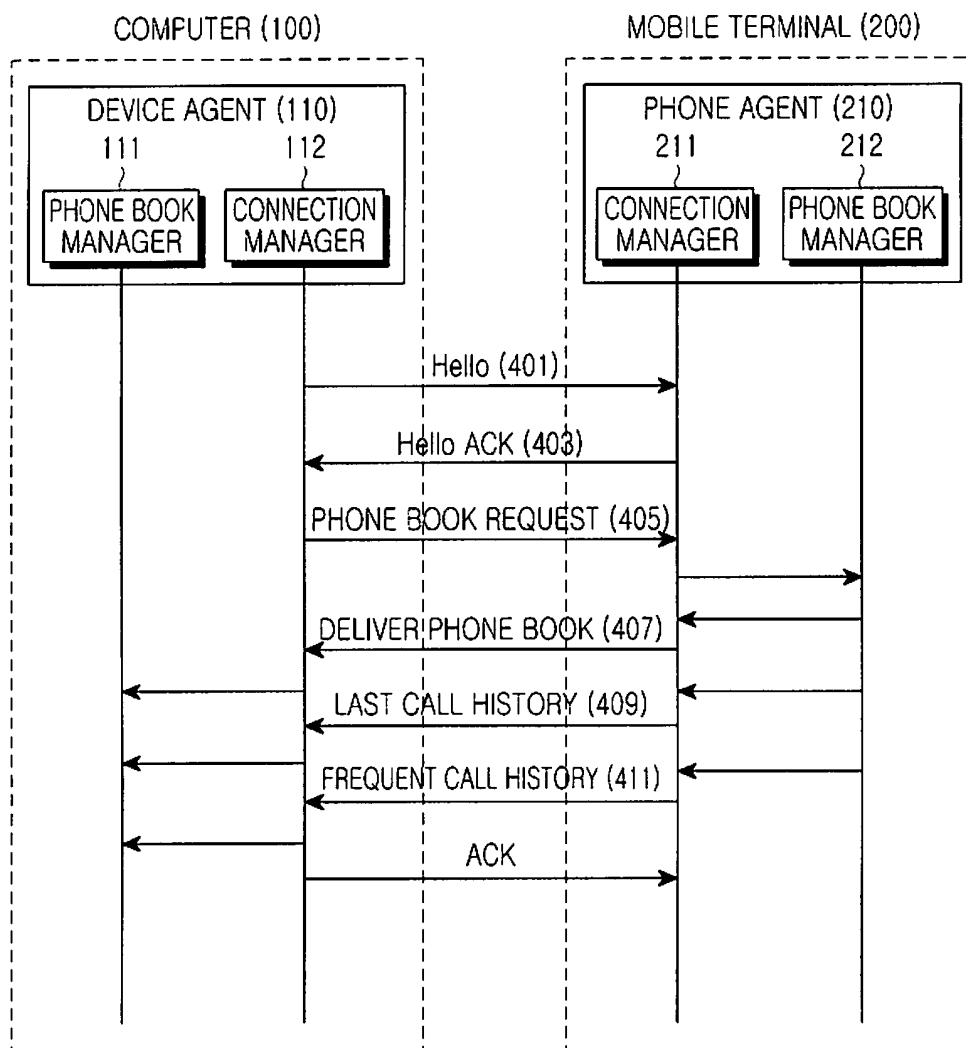 COMPUTER (100)
MOBILE TERMINAL (200)
DEVICE AGENT (110)
PHONE AGENT (210)
111
112
211
212
PHONE BOOK
MANAGER
CONNECTION
MANAGER
CONNECTION
MANAGER
PHONE BOOK
MANAGER
Hello (401)
Hello ACK (403)
PHONE BOOK REQUEST (405)
DELIVER PHONE BOOK (407)
LAST CALL HISTORY (409)
FREQUENT CALL HISTORY (411)
ACK